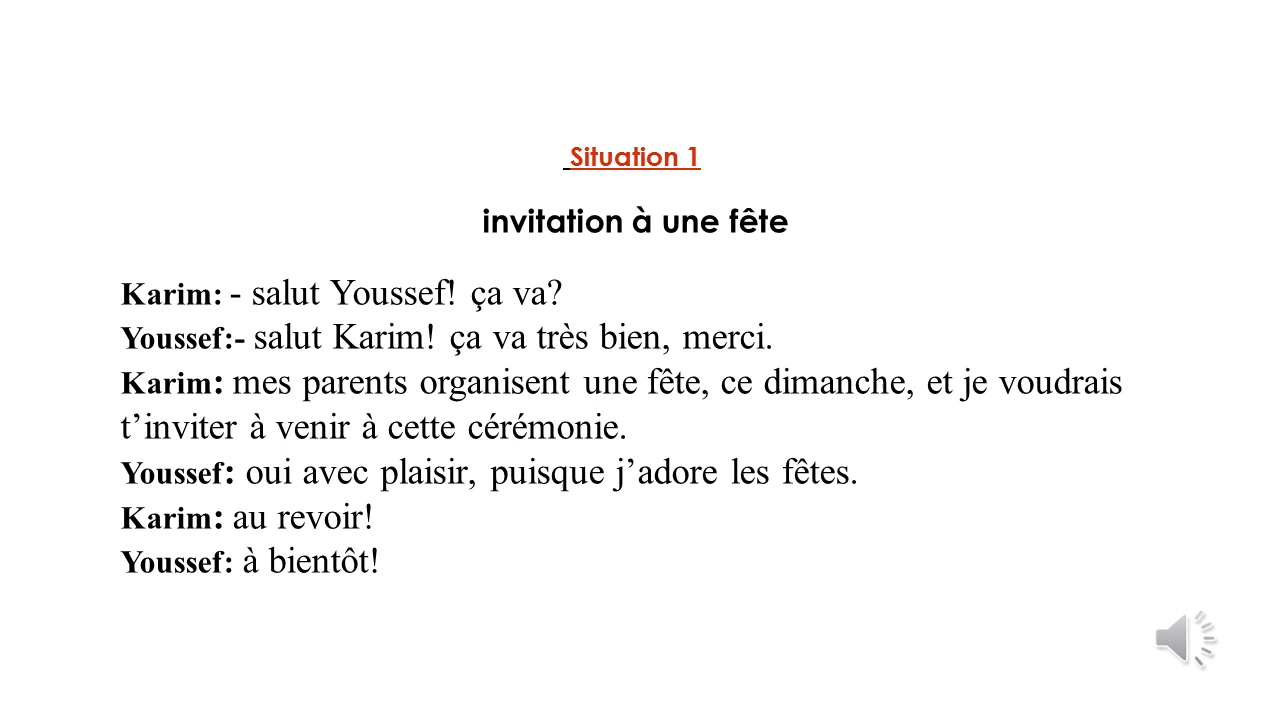 Situation 1
invitation à une fête
Karim: - salut Youssef! ça va?
Youssef:- salut Karim! ça va très bien, merci.
Karim: mes parents organisent une fête, ce dimanche, et je voudrais
t’inviter à venir à cette cérémonie.
Youssef: oui avec plaisir, puisque j’adore les fêtes.
Karim: au revoir!
Youssef: à bientôt!